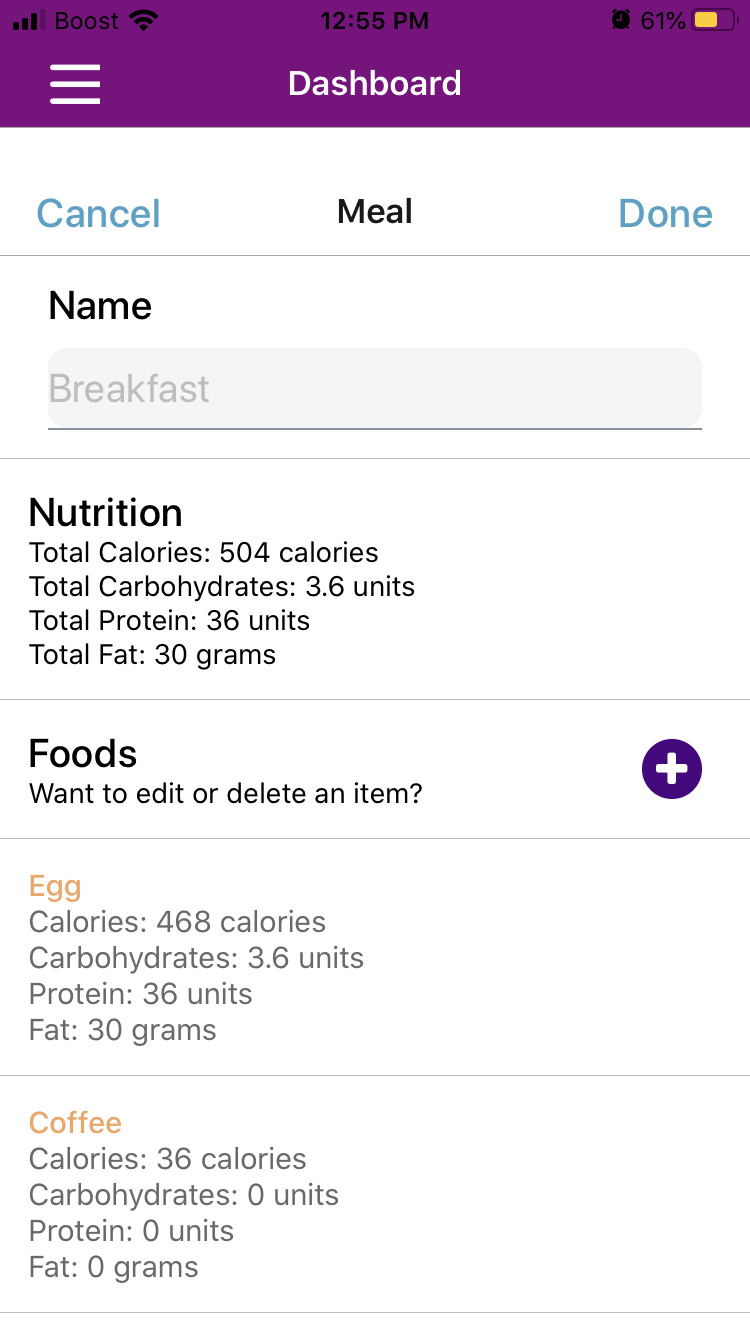 Boost 12:55 PM 61%
Dashboard
Cancel Meal Done
Name
Breakfast
Nutrition
Total Calories: 504 calories
Total Carbohydrates: 3.6 units
Total Protein: 36 units
Total Fat: 30 grams
Foods
Want to edit or delete an item?
Egg
Calories: 468 calories
Carbohydrates: 3.6 units
Protein: 36 units
Fat: 30 grams
Coffee
Calories: 36 calories
Carbohydrates: 0 units
Protein: 0 units
Fat: 0 grams